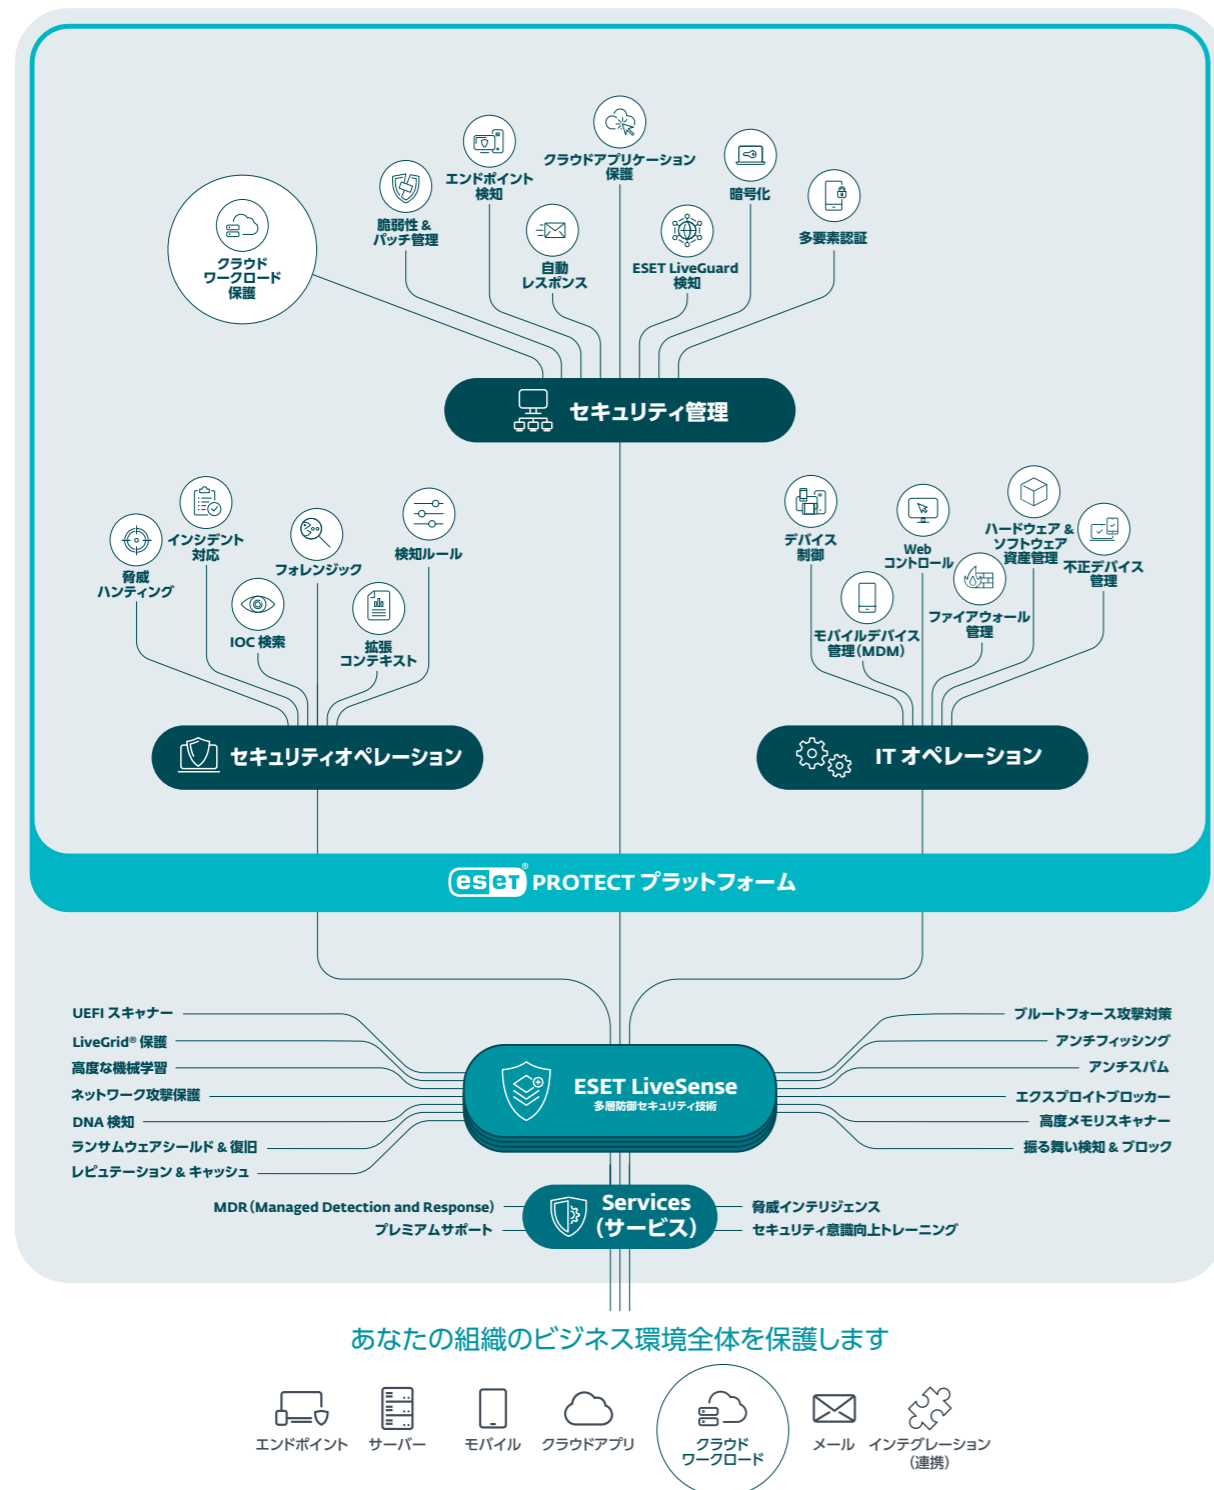 クラウド
ワークロード
保護
脆弱性 &
パッチ管理
エンドポイント
検知
自動
レスポンス
クラウドアプリケーション
保護
ESET LiveGuard
検知
暗号化
多要素認証
セキュリティ管理
脅威
ハンティング
インシデント
対応
IOC 検索
フォレンジック
拡張
コンテキスト
検知ルール
セキュリティオペレーション
デバイス
制御
モバイルデバイス
管理(MDM)
Web
コントロール
ファイアウォール
管理
ハードウェア &
ソフトウェア
資産管理
不正デバイス
管理
IT オペレーション
eset® PROTECT プラットフォーム
UEFI スキャナー
LiveGrid® 保護
高度な機械学習
ネットワーク攻撃保護
DNA 検知
ランサムウェアシールド & 復旧
レピュテーション & キャッシュ
ESET LiveSense
多層防御セキュリティ技術
ブルートフォース攻撃対策
アンチフィッシング
アンチスパム
エクスプロイトブロッカー
高度メモリスキャナー
振る舞い検知 & ブロック
MDR(Managed Detection and Response)
プレミアムサポート
Services
(サービス)
脅威インテリジェンス
セキュリティ意識向上トレーニング
あなたの組織のビジネス環境全体を保護します
エンドポイント
サーバー
モバイル
クラウドアプリ
クラウド
ワークロード
メール
インテグレーション
(連携)